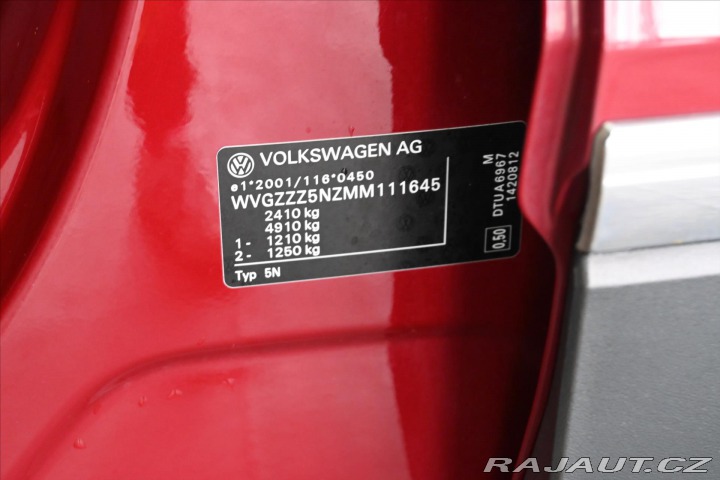 VOLKSWAGEN AG
e1*2001/116*0450
WVGZZZ5NZMM111645
2410 kg
4910 kg
1 - 1210 kg
2 - 1250 kg
Typ 5N
0,50
DTUA6967 M
1420812
RAJAUT.CZ